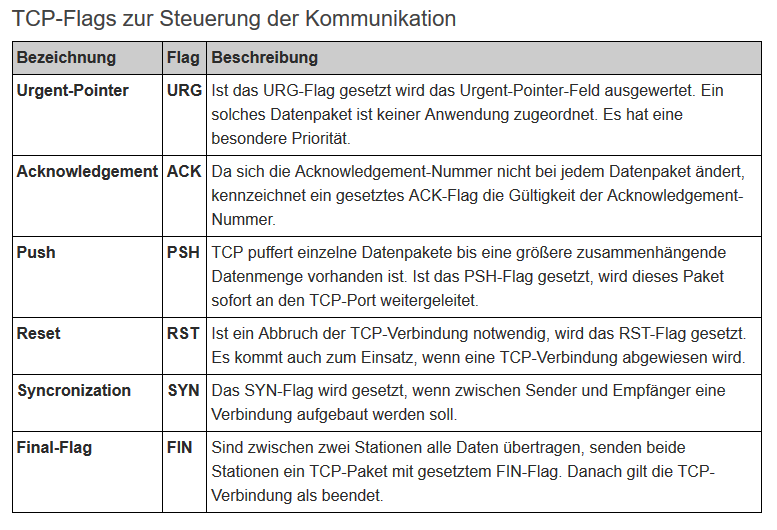 TCP-Flags zur Steuerung der Kommunikation
Bezeichnung Flag Beschreibung
Urgent-Pointer URG Ist das URG-Flag gesetzt wird das Urgent-Pointer-Feld ausgewertet. Ein
solches Datenpaket ist keiner Anwendung zugeordnet. Es hat eine
besondere Priorität.
Acknowledgement ACK Da sich die Acknowledgement-Nummer nicht bei jedem Datenpaket ändert,
kennzeichnet ein gesetztes ACK-Flag die Gültigkeit der Acknowledgement-
Nummer.
Push PSH TCP puffert einzelne Datenpakete bis eine größere zusammenhängende
Datenmenge vorhanden ist. Ist das PSH-Flag gesetzt, wird dieses Paket
sofort an den TCP-Port weitergeleitet.
Reset RST Ist ein Abbruch der TCP-Verbindung notwendig, wird das RST-Flag gesetzt.
Es kommt auch zum Einsatz, wenn eine TCP-Verbindung abgewiesen wird.
Syncronization SYN Das SYN-Flag wird gesetzt, wenn zwischen Sender und Empfänger eine
Verbindung aufgebaut werden soll.
Final-Flag FIN Sind zwischen zwei Stationen alle Daten übertragen, senden beide
Stationen ein TCP-Paket mit gesetztem FIN-Flag. Danach gilt die TCP-
Verbindung als beendet.